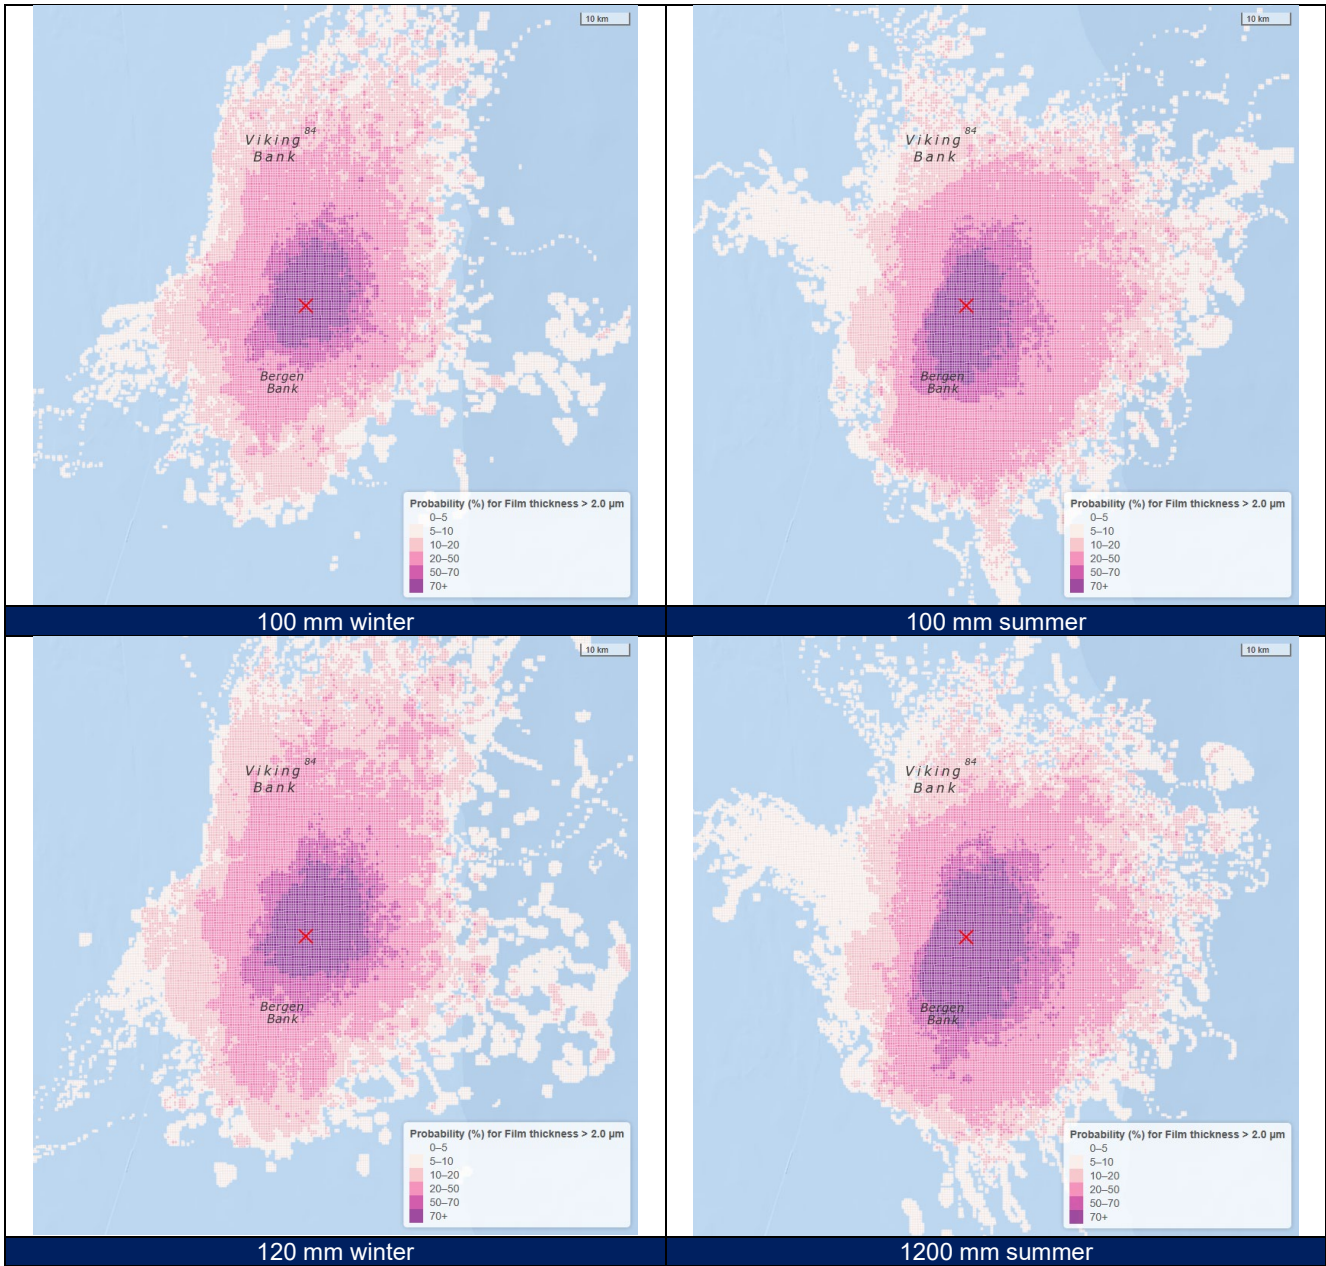 10 km
84
Viking
Bank
Bergen
Bank
Probability (%) for Film thickness > 2.0 µm
0–5
5–10
10–20
20–50
50–70
70+
10 km
84
Viking
Bank
Bergen
Bank
Probability (%) for Film thickness > 2.0 µm
0–5
5–10
10–20
20–50
50–70
70+
100 mm winter
100 mm summer
10 km
84
Viking
Bank
Bergen
Bank
Probability (%) for Film thickness > 2.0 µm
0–5
5–10
10–20
20–50
50–70
70+
10 km
84
Viking
Bank
Bergen
Bank
Probability (%) for Film thickness > 2.0 µm
0–5
5–10
10–20
20–50
50–70
70+
120 mm winter
1200 mm summer